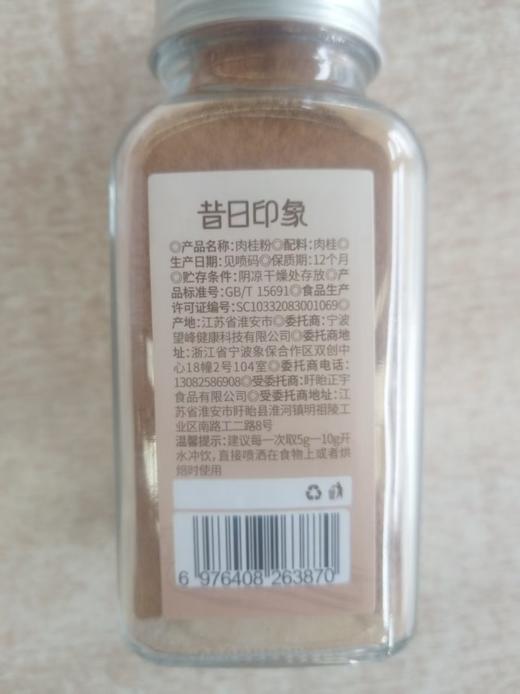 昔日印象
◎产品名称:肉桂粉◎配料:肉桂◎
生产日期:见喷码◎保质期:12个月
◎贮存条件:阴凉干燥处存放◎产
品标准号:GB/T 15691◎食品生产
许可证编号:SC10332083001069◎
产地:江苏省淮安市◎委托商:宁波
望峰健康科技有限公司◎委托商地
址:浙江省宁波象保合作区双创中
心18幢2号104室◎委托商电话:
13082586908◎受委托商:盱眙正宇
食品有限公司◎受委托商地址:江
苏省淮安市盱眙县淮河镇明祖陵工
业区南路工二路8号
温馨提示:建议每一次取5g—10g开
水冲饮,直接喷洒在食物上或者烘
焙时使用
6 976408 263870